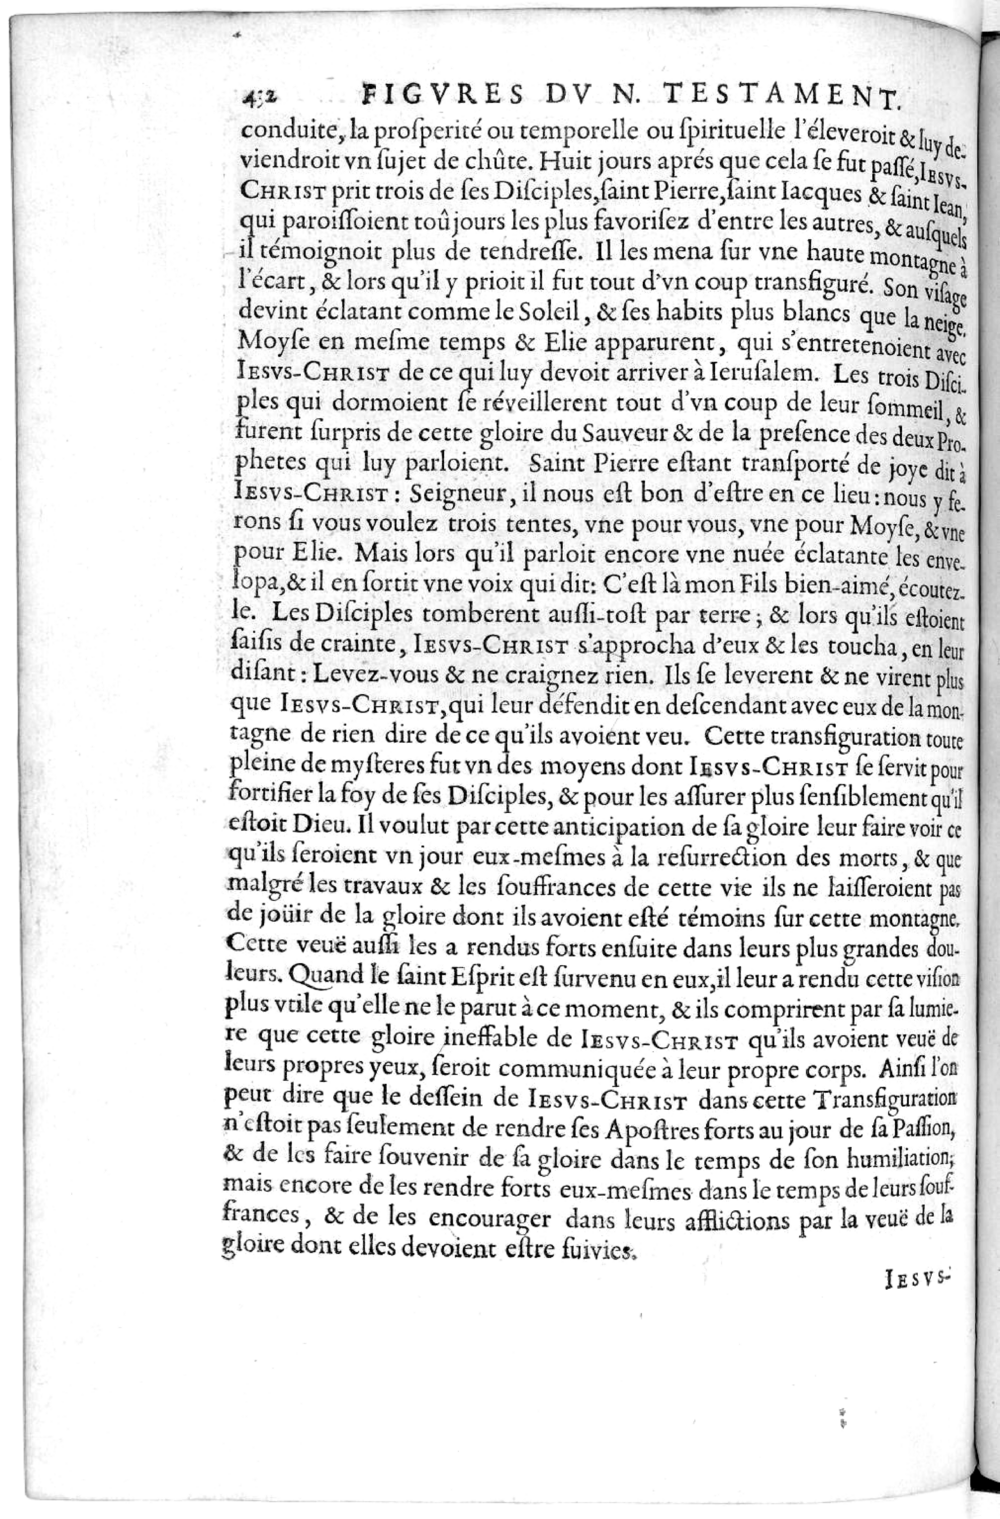 432 FIGVRES DV N. TESTAMENT.
conduite, la proſperité ou temporelle ou ſpirituelle l'éleveroit & luy de-
viendroit vn ſujet de chûte. Huit jours aprés que cela ſe fut paſſé, IESVS-
CHRIST prit trois de ſes Diſciples, ſaint Pierre, ſaint Iacques & ſaint Iean,
qui paroiſſoient toûjours les plus favoriſez d'entre les autres, & auſquels
il témoignoit plus de tendreſſe. Il les mena ſur vne haute montagne à
l'écart, & lors qu'il y prioit il fut tout d'vn coup transfiguré. Son viſage
devint éclatant comme le Soleil, & ſes habits plus blancs que la neige.
Moyſe en meſme temps & Elie apparurent, qui s'entretenoient avec
IESVS-CHRIST de ce qui luy devoit arriver à Ieruſalem. Les trois Diſci-
ples qui dormoient ſe réveillerent tout d'vn coup de leur ſommeil, &
furent ſurpris de cette gloire du Sauveur & de la preſence des deux Pro-
phetes qui luy parloient. Saint Pierre eſtant tranſporté de joye dit à
IESVS-CHRIST : Seigneur, il nous eſt bon d'eſtre en ce lieu : nous y fe-
rons ſi vous voulez trois tentes, vne pour vous, vne pour Moyſe, & vne
pour Elie. Mais lors qu'il parloit encore vne nuée éclatante les enve-
lopa, & il en ſortit vne voix qui dit: C'eſt là mon Fils bien-aimé, écoutez-
le. Les Diſciples tomberent auſſi-toſt par terre ; & lors qu'ils eſtoient
ſaiſis de crainte, IESVS-CHRIST s'approcha d'eux & les toucha, en leur
diſant : Levez-vous & ne craignez rien. Ils ſe leverent & ne virent plus
que IESVS-CHRIST, qui leur défendit en deſcendant avec eux de la mon-
tagne de rien dire de ce qu'ils avoient veu. Cette transfiguration toute
pleine de myſteres fut vn des moyens dont IESVS-CHRIST ſe ſervit pour
fortifier la foy de ſes Diſciples, & pour les aſſurer plus ſenſiblement qu'il
eſtoit Dieu. Il voulut par cette anticipation de ſa gloire leur faire voir ce
qu'ils ſeroient vn jour eux-meſmes à la reſurrection des morts, & que
malgré les travaux & les ſouffrances de cette vie ils ne laiſſeroient pas
de joüir de la gloire dont ils avoient eſté témoins ſur cette montagne.
Cette veuë auſſi les a rendus forts enſuite dans leurs plus grandes dou-
leurs. Quand le ſaint Eſprit eſt ſurvenu en eux, il leur a rendu cette viſion
plus vtile qu'elle ne le parut à ce moment, & ils comprirent par ſa lumie-
re que cette gloire ineffable de IESVS-CHRIST qu'ils avoient veuë de
leurs propres yeux, ſeroit communiquée à leur propre corps. Ainſi l'on
peut dire que le deſſein de IESVS-CHRIST dans cette Transfiguration
n'eſtoit pas ſeulement de rendre ſes Apoſtres forts au jour de ſa Paſſion,
& de les faire ſouvenir de ſa gloire dans le temps de ſon humiliation;
mais encore de les rendre forts eux-meſmes dans le temps de leurs ſouf-
frances, & de les encourager dans leurs afflictions par la veuë de la
gloire dont elles devoient eſtre ſuivies.
IESVS-